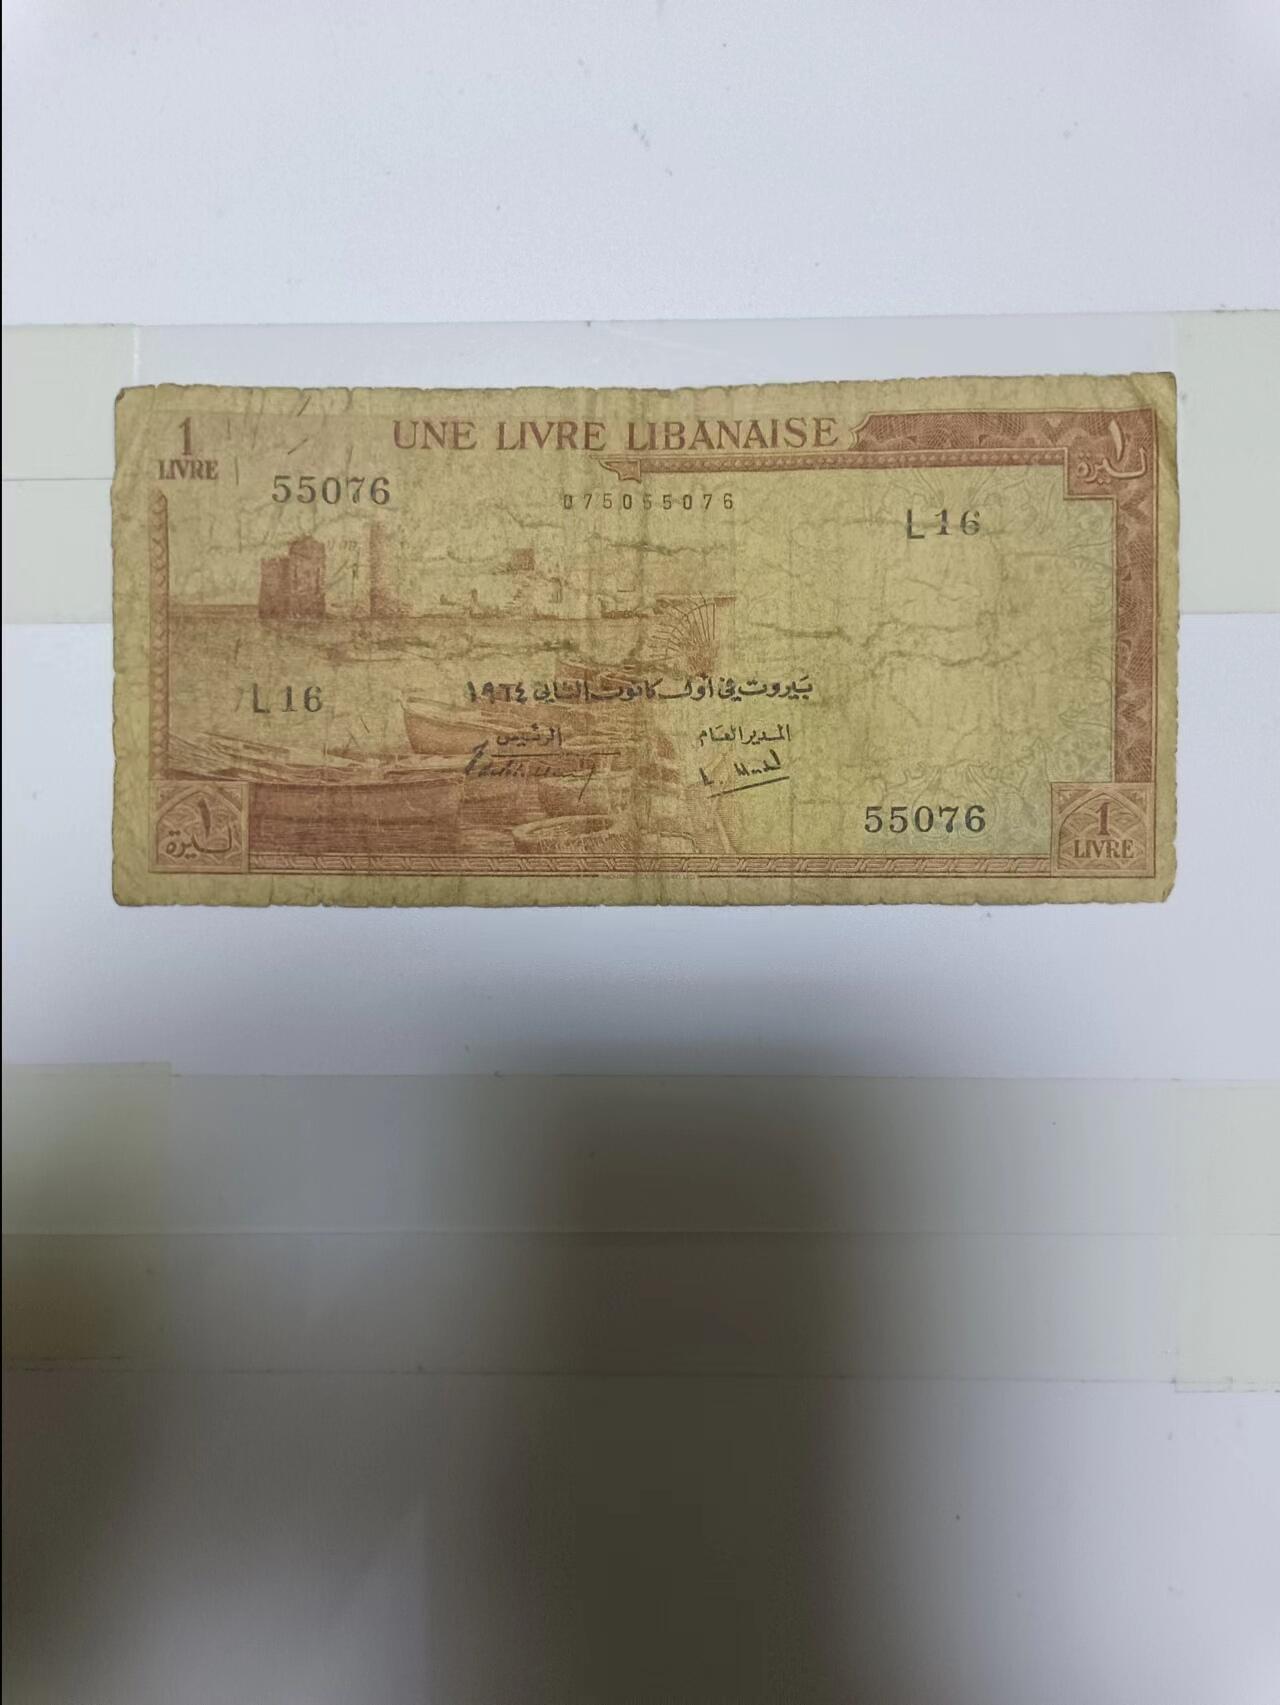 1
LIVRE
UNE LIVRE LIBANAISE
١
ليرة
55076
075055076
L 16
بيروت في أول كانون الثاني ١٩٦٤
L 16
الرئيس
المدير العام
55076
١
ليرة
1
LIVRE